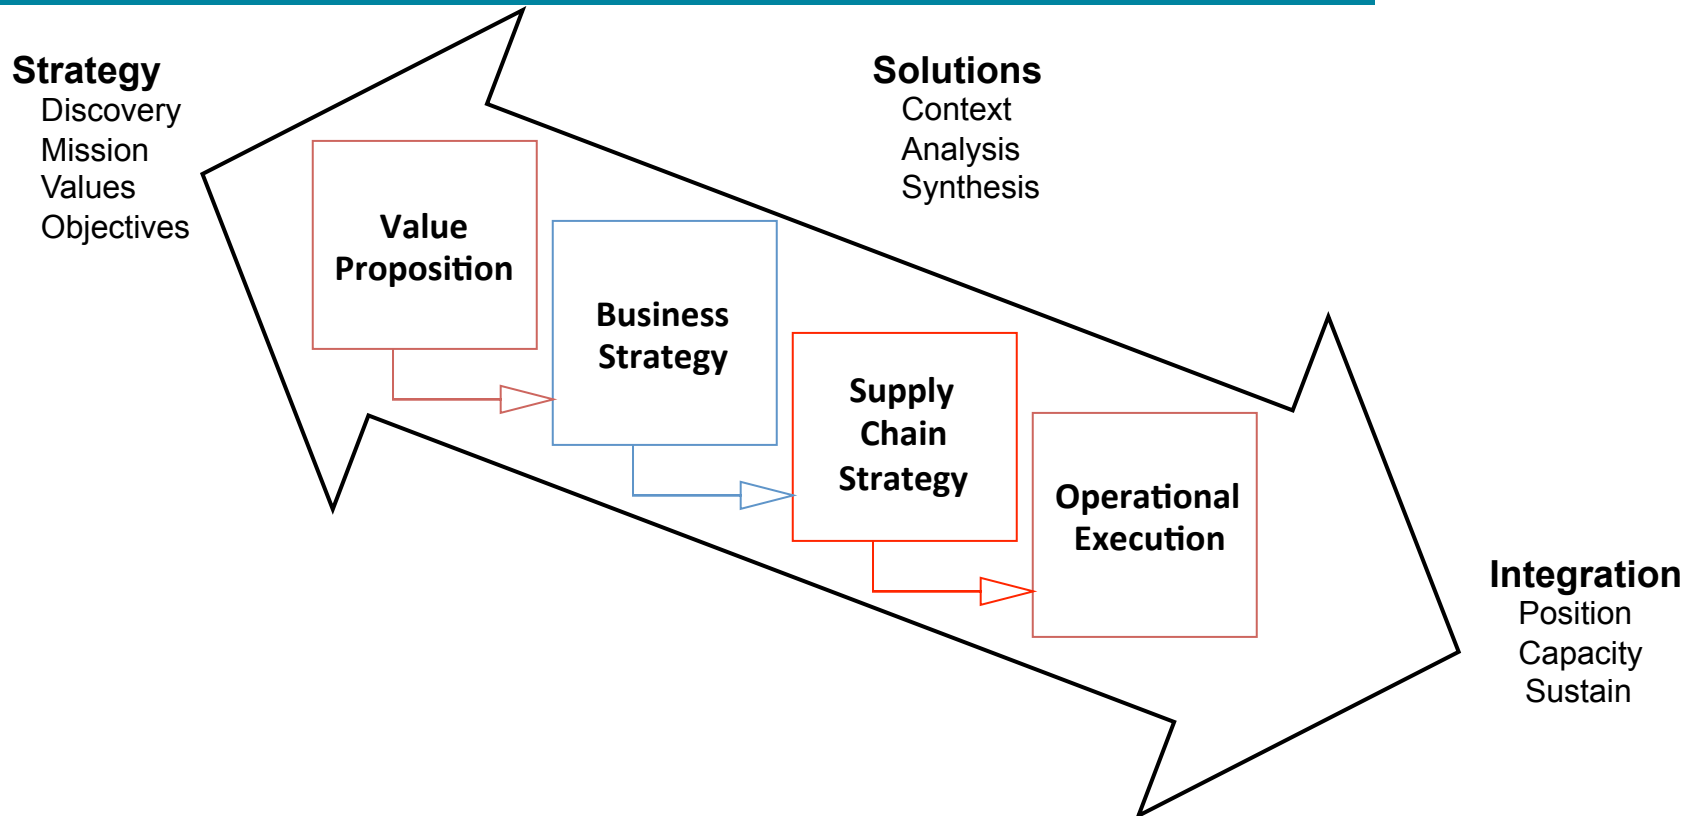 Strategy
Discovery
Mission
Values
Objectives
Solutions
Context
Analysis
Synthesis
Value
Proposition
Business
Strategy
Supply
Chain
Strategy
Operational
Execution
Integration
Position
Capacity
Sustain